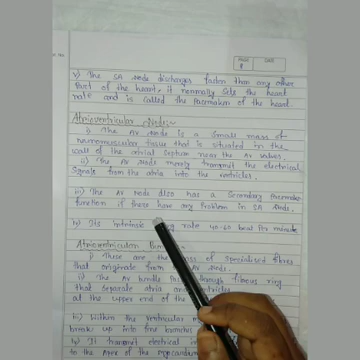 PAGE
DATE
v) The SA Node discharges faster than any other
Part of the heart, it normally Sets the heart
rate and is called the Pacemaker of the heart
Atrioventricular Node:-
i) The AV Node is a Small mass of
neuromuscular tissue that is situated in the
wall of the atrial septum near the AV valves.
ii) The AV Node merely transmit the electrical
Signals from the atria into the ventricles.
iii) The AV Node also has a Secondary Pacemaker
function if there have any problem in SA Node.
iv) Its intrinsic rate 40-60 beat Per minute
Atrioventricular
i) These are the of specialised fibres
that originate from AV Node.
ii) The AV bundle through fibrous ring
that Separate atria and ventricles
at the upper end of the
iii) Within the ventricular
break up into fine branches
iv) It transmit electrical
to the Apex of the myocardium